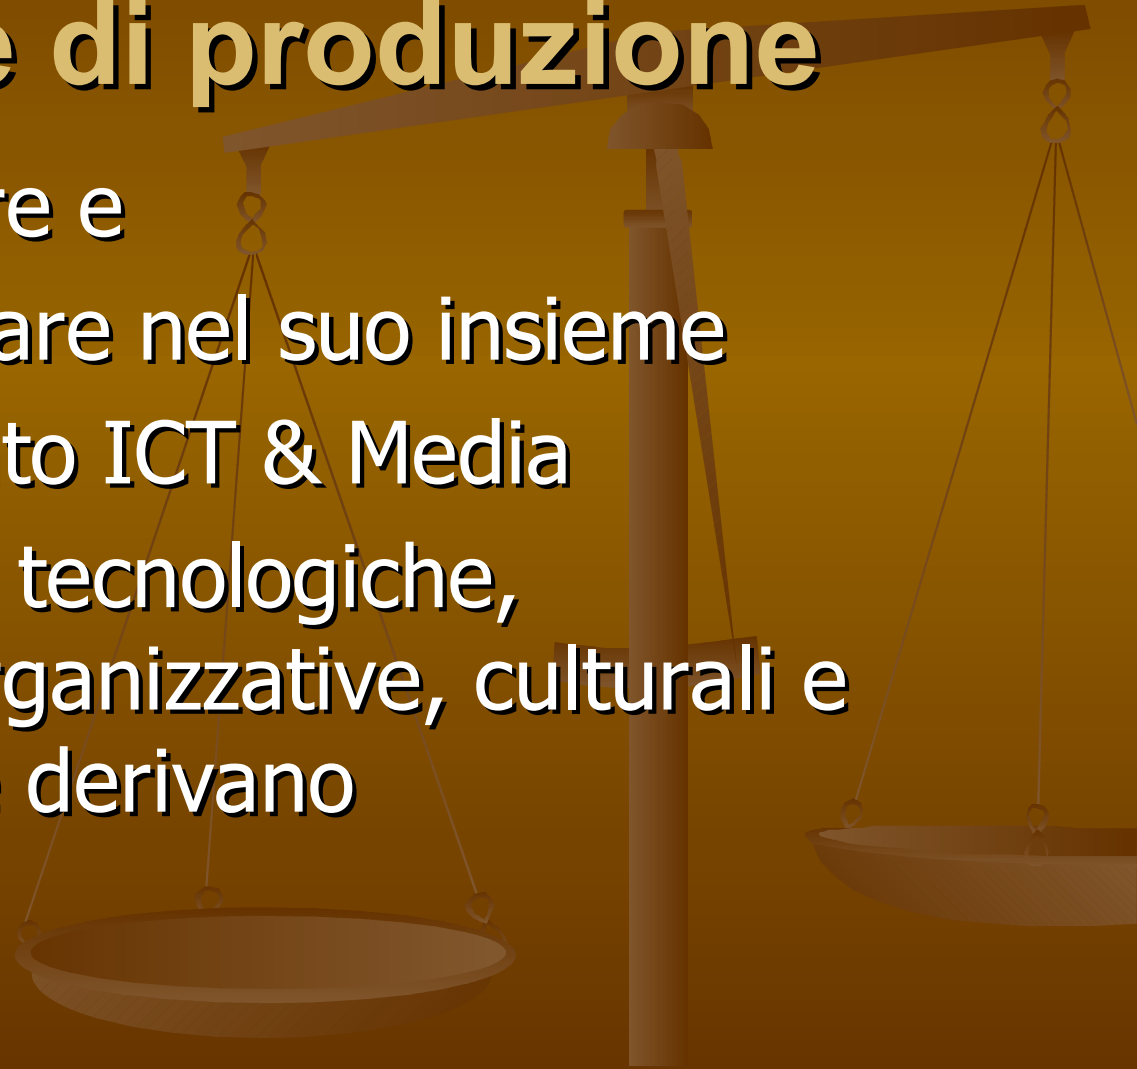 e di produzione
re e
are nel suo insieme
to ICT & Media
tecnologiche,
rganizzative, culturali e
e derivano